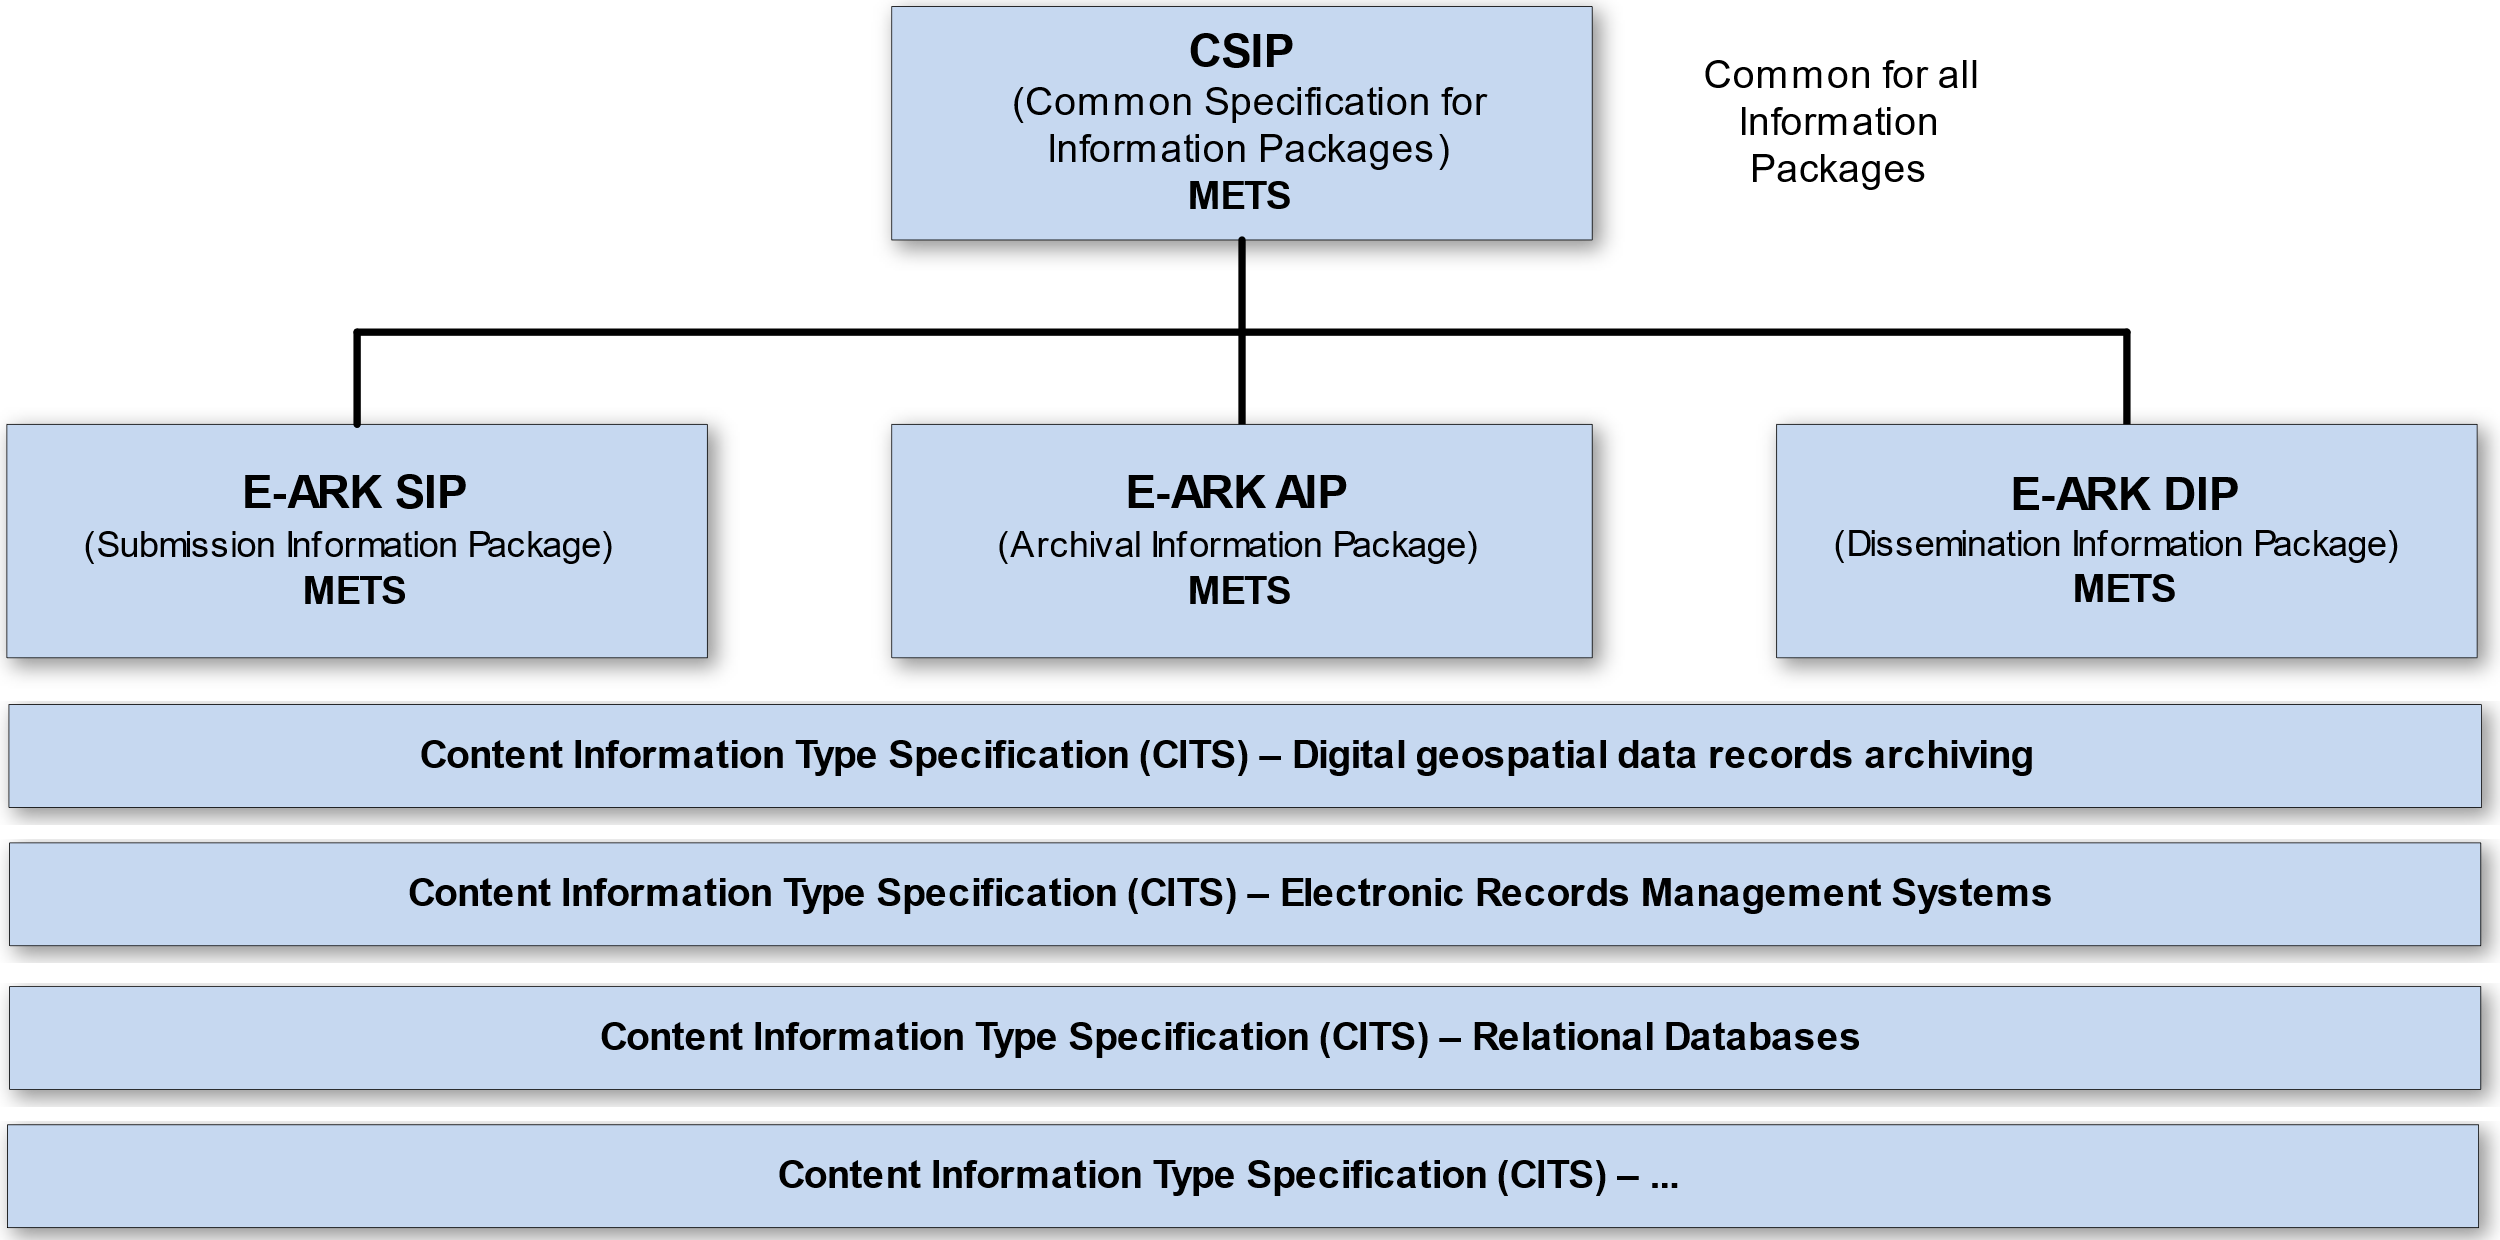 CSIP
(Common Specification for
Information Packages)
METS
Common for all
Information
Packages
E-ARK SIP
(Submission Information Package)
METS
E-ARK AIP
(Archival Information Package)
METS
E-ARK DIP
(Dissemination Information Package)
METS
Content Information Type Specification (CITS) – Digital geospatial data records archiving
Content Information Type Specification (CITS) – Electronic Records Management Systems
Content Information Type Specification (CITS) – Relational Databases
Content Information Type Specification (CITS) – ...